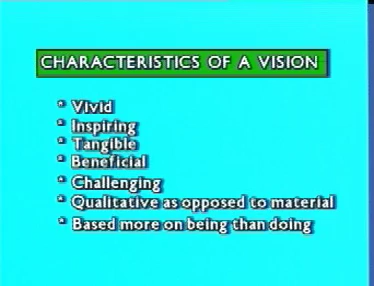 CHARACTERISTICS OF A VISION
* Vivid
* Inspiring
* Tangible
* Beneficial
* Challenging
* Qualitative as opposed to material
* Based more on being than doing